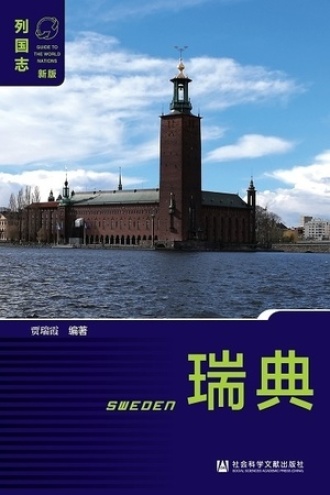 列国志
GUIDE TO
THE WORLD
NATIONS
新版
贾瑞霞 编著
SWEDEN
瑞典
社会科学文献出版社
SOCIAL SCIENCES ACADEMIC PRESS (CHINA)